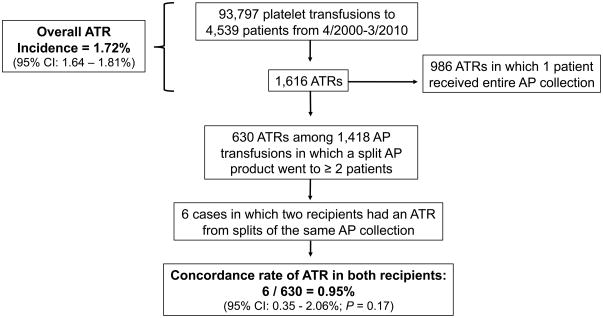 Overall ATR
Incidence = 1.72%
(95% CI: 1.64 – 1.81%)
93,797 platelet transfusions to
4,539 patients from 4/2000-3/2010
1,616 ATRs
986 ATRs in which 1 patient
received entire AP collection
630 ATRs among 1,418 AP
transfusions in which a split AP
product went to ≥ 2 patients
6 cases in which two recipients had an ATR
from splits of the same AP collection
Concordance rate of ATR in both recipients:
6 / 630 = 0.95%
(95% CI: 0.35 - 2.06%; P = 0.17)